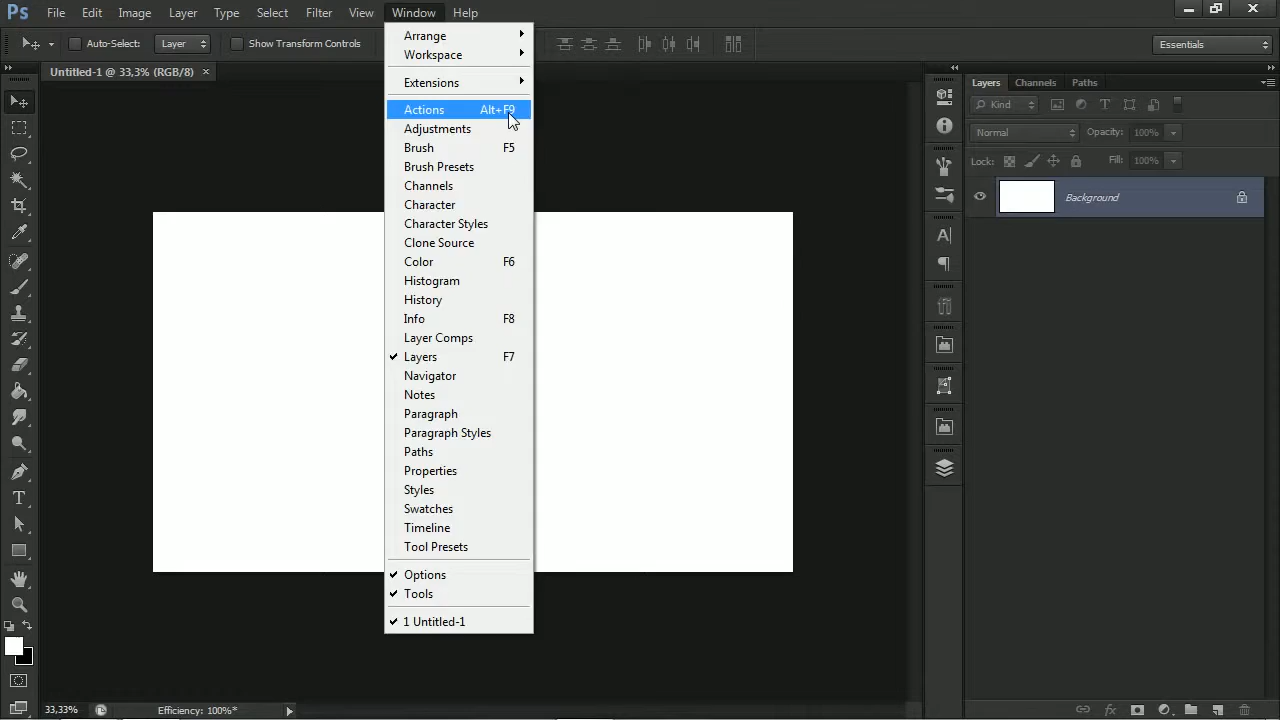 Ps File Edit Image Layer Type Select Filter View Window Help
Auto-Select: Layer Show Transform Controls Essentials
Untitled-1 @ 33,3% (RGB/8) ×
Arrange
Workspace
Extensions
Actions Alt+F9
Adjustments
Brush F5
Brush Presets
Channels
Character
Character Styles
Clone Source
Color F6
Histogram
History
Info F8
Layer Comps
Layers F7
Navigator
Notes
Paragraph
Paragraph Styles
Paths
Properties
Styles
Swatches
Timeline
Tool Presets
Options
Tools
1 Untitled-1
Layers Channels Paths
Kind
Normal Opacity: 100%
Lock: Fill: 100%
Background
33,33% Efficiency: 100%*